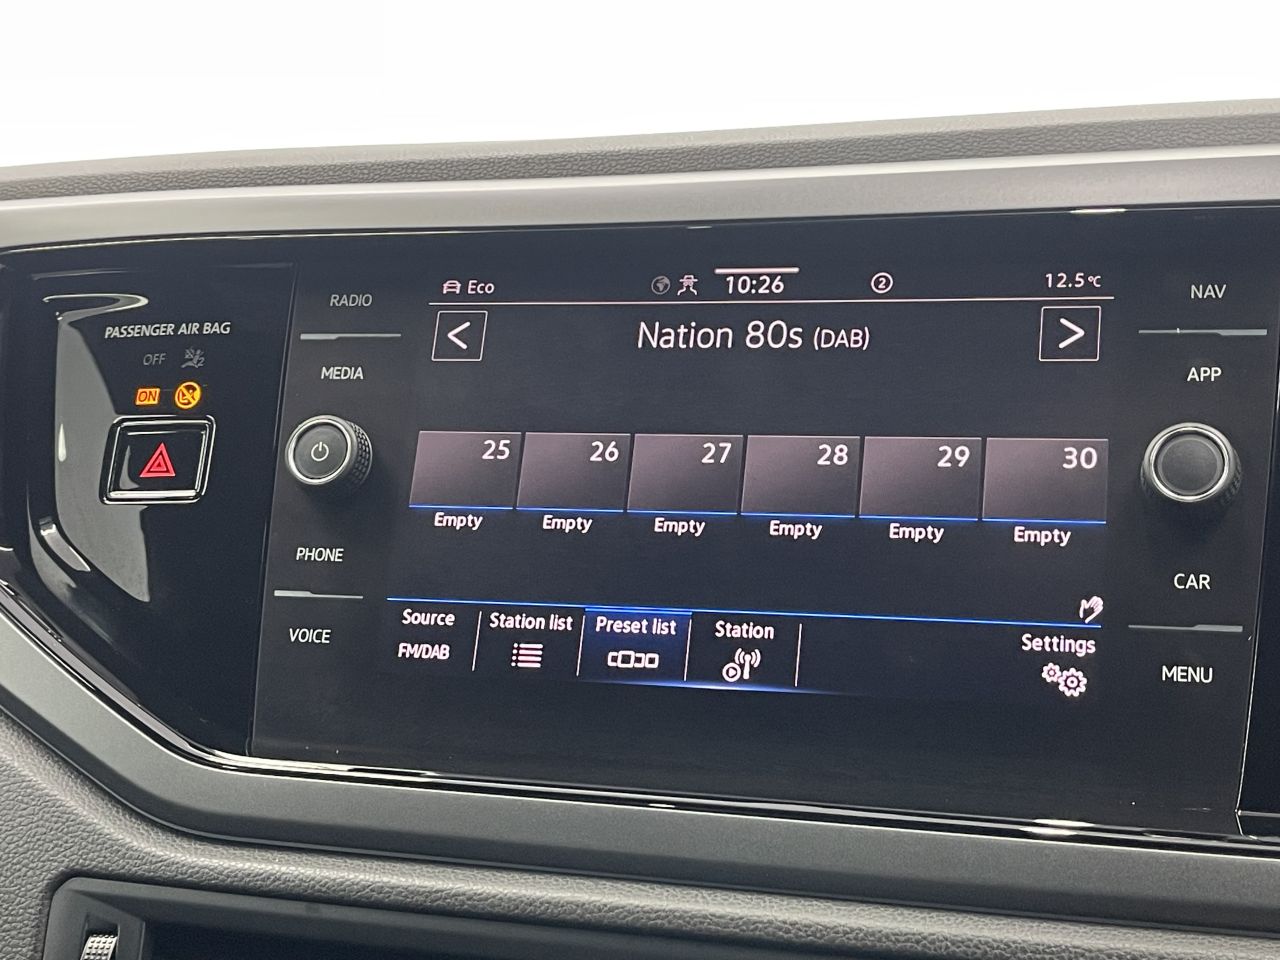 PASSENGER AIR BAG
OFF 2
ON
RADIO
MEDIA
PHONE
VOICE
Eco 10:26 2 12.5°C
< Nation 80s (DAB) >
25 26 27 28 29 30
Empty Empty Empty Empty Empty Empty
Source Station list Preset list Station Settings
FM/DAB
NAV
APP
CAR
MENU